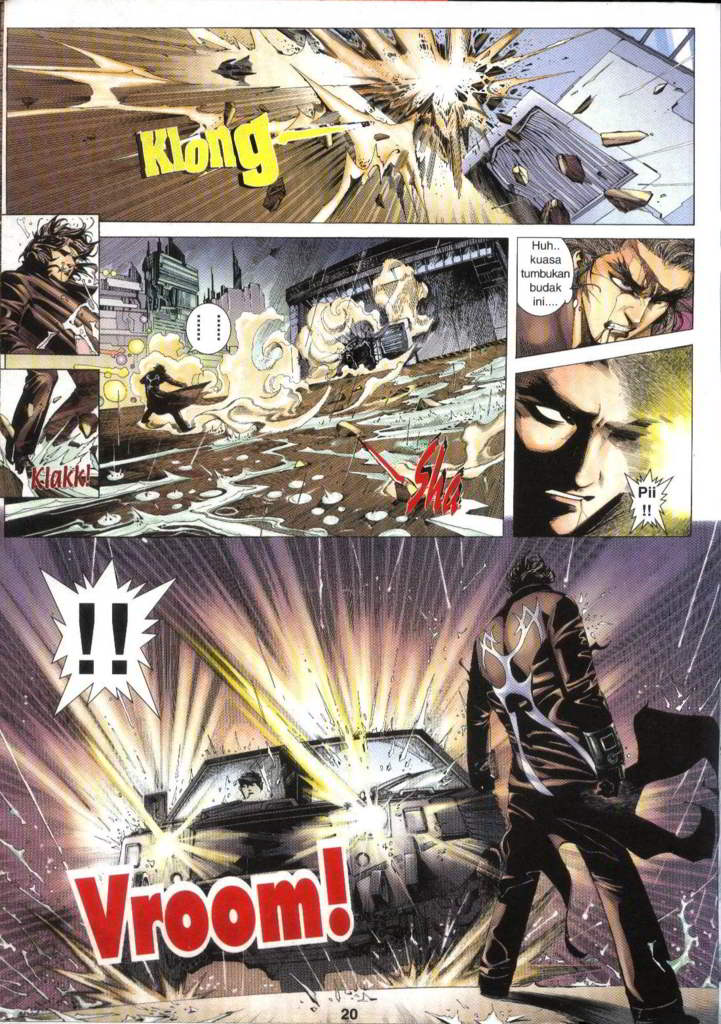 Klong
Huh..
kuasa
tumbukan
budak
ini....
Klakk!
Sha
Pii
!!
!!
Vroom!
20